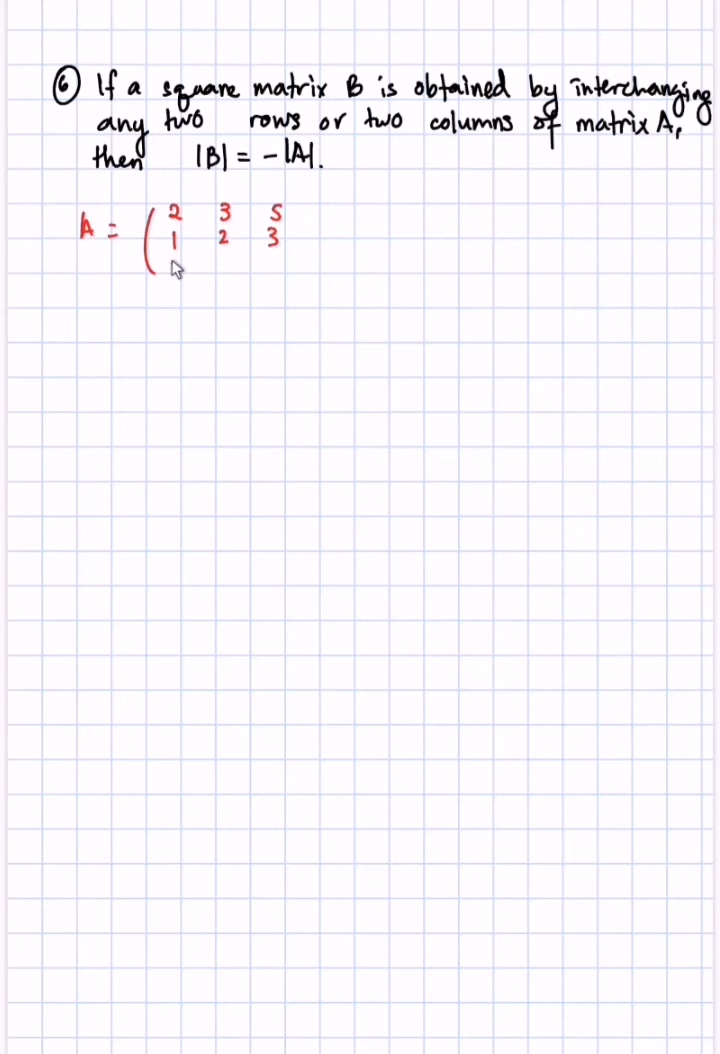 ⑥ If a square matrix B is obtained by interchanging
any two rows or two columns of matrix A,
then |B| = -|A|.
A = ( 2 3 5
1 2 3